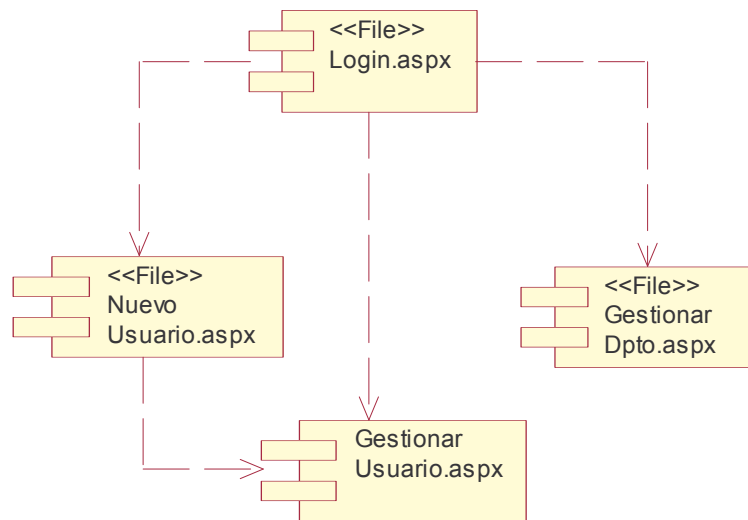 <<File>>
Login.aspx
<<File>>
Nuevo
Usuario.aspx
<<File>>
Gestionar
Dpto.aspx
Gestionar
Usuario.aspx